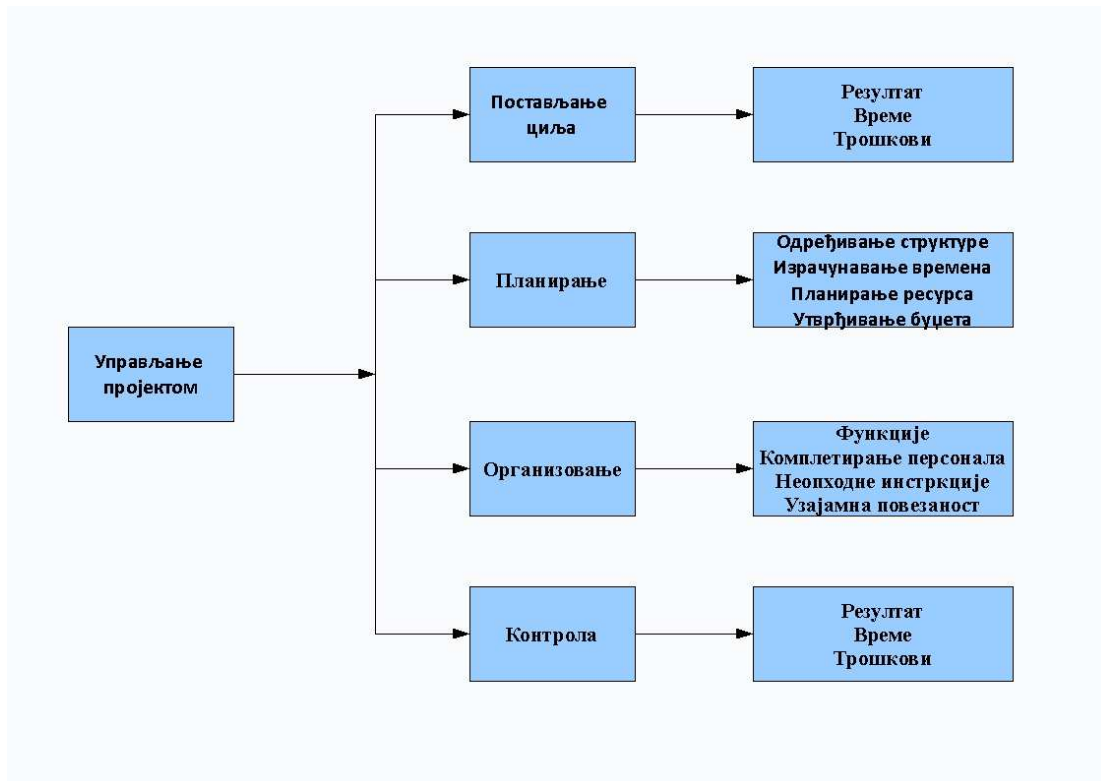 Постављање
циља
Резултат
Време
Трошкови
Планирање
Одређивање структуре
Израчунавање времена
Планирање ресурса
Утврђивање буџета
Управљање
пројектом
Организовање
Функције
Комплетирање персонала
Неопходне инстркције
Узајамна повезаност
Контрола
Резултат
Време
Трошкови